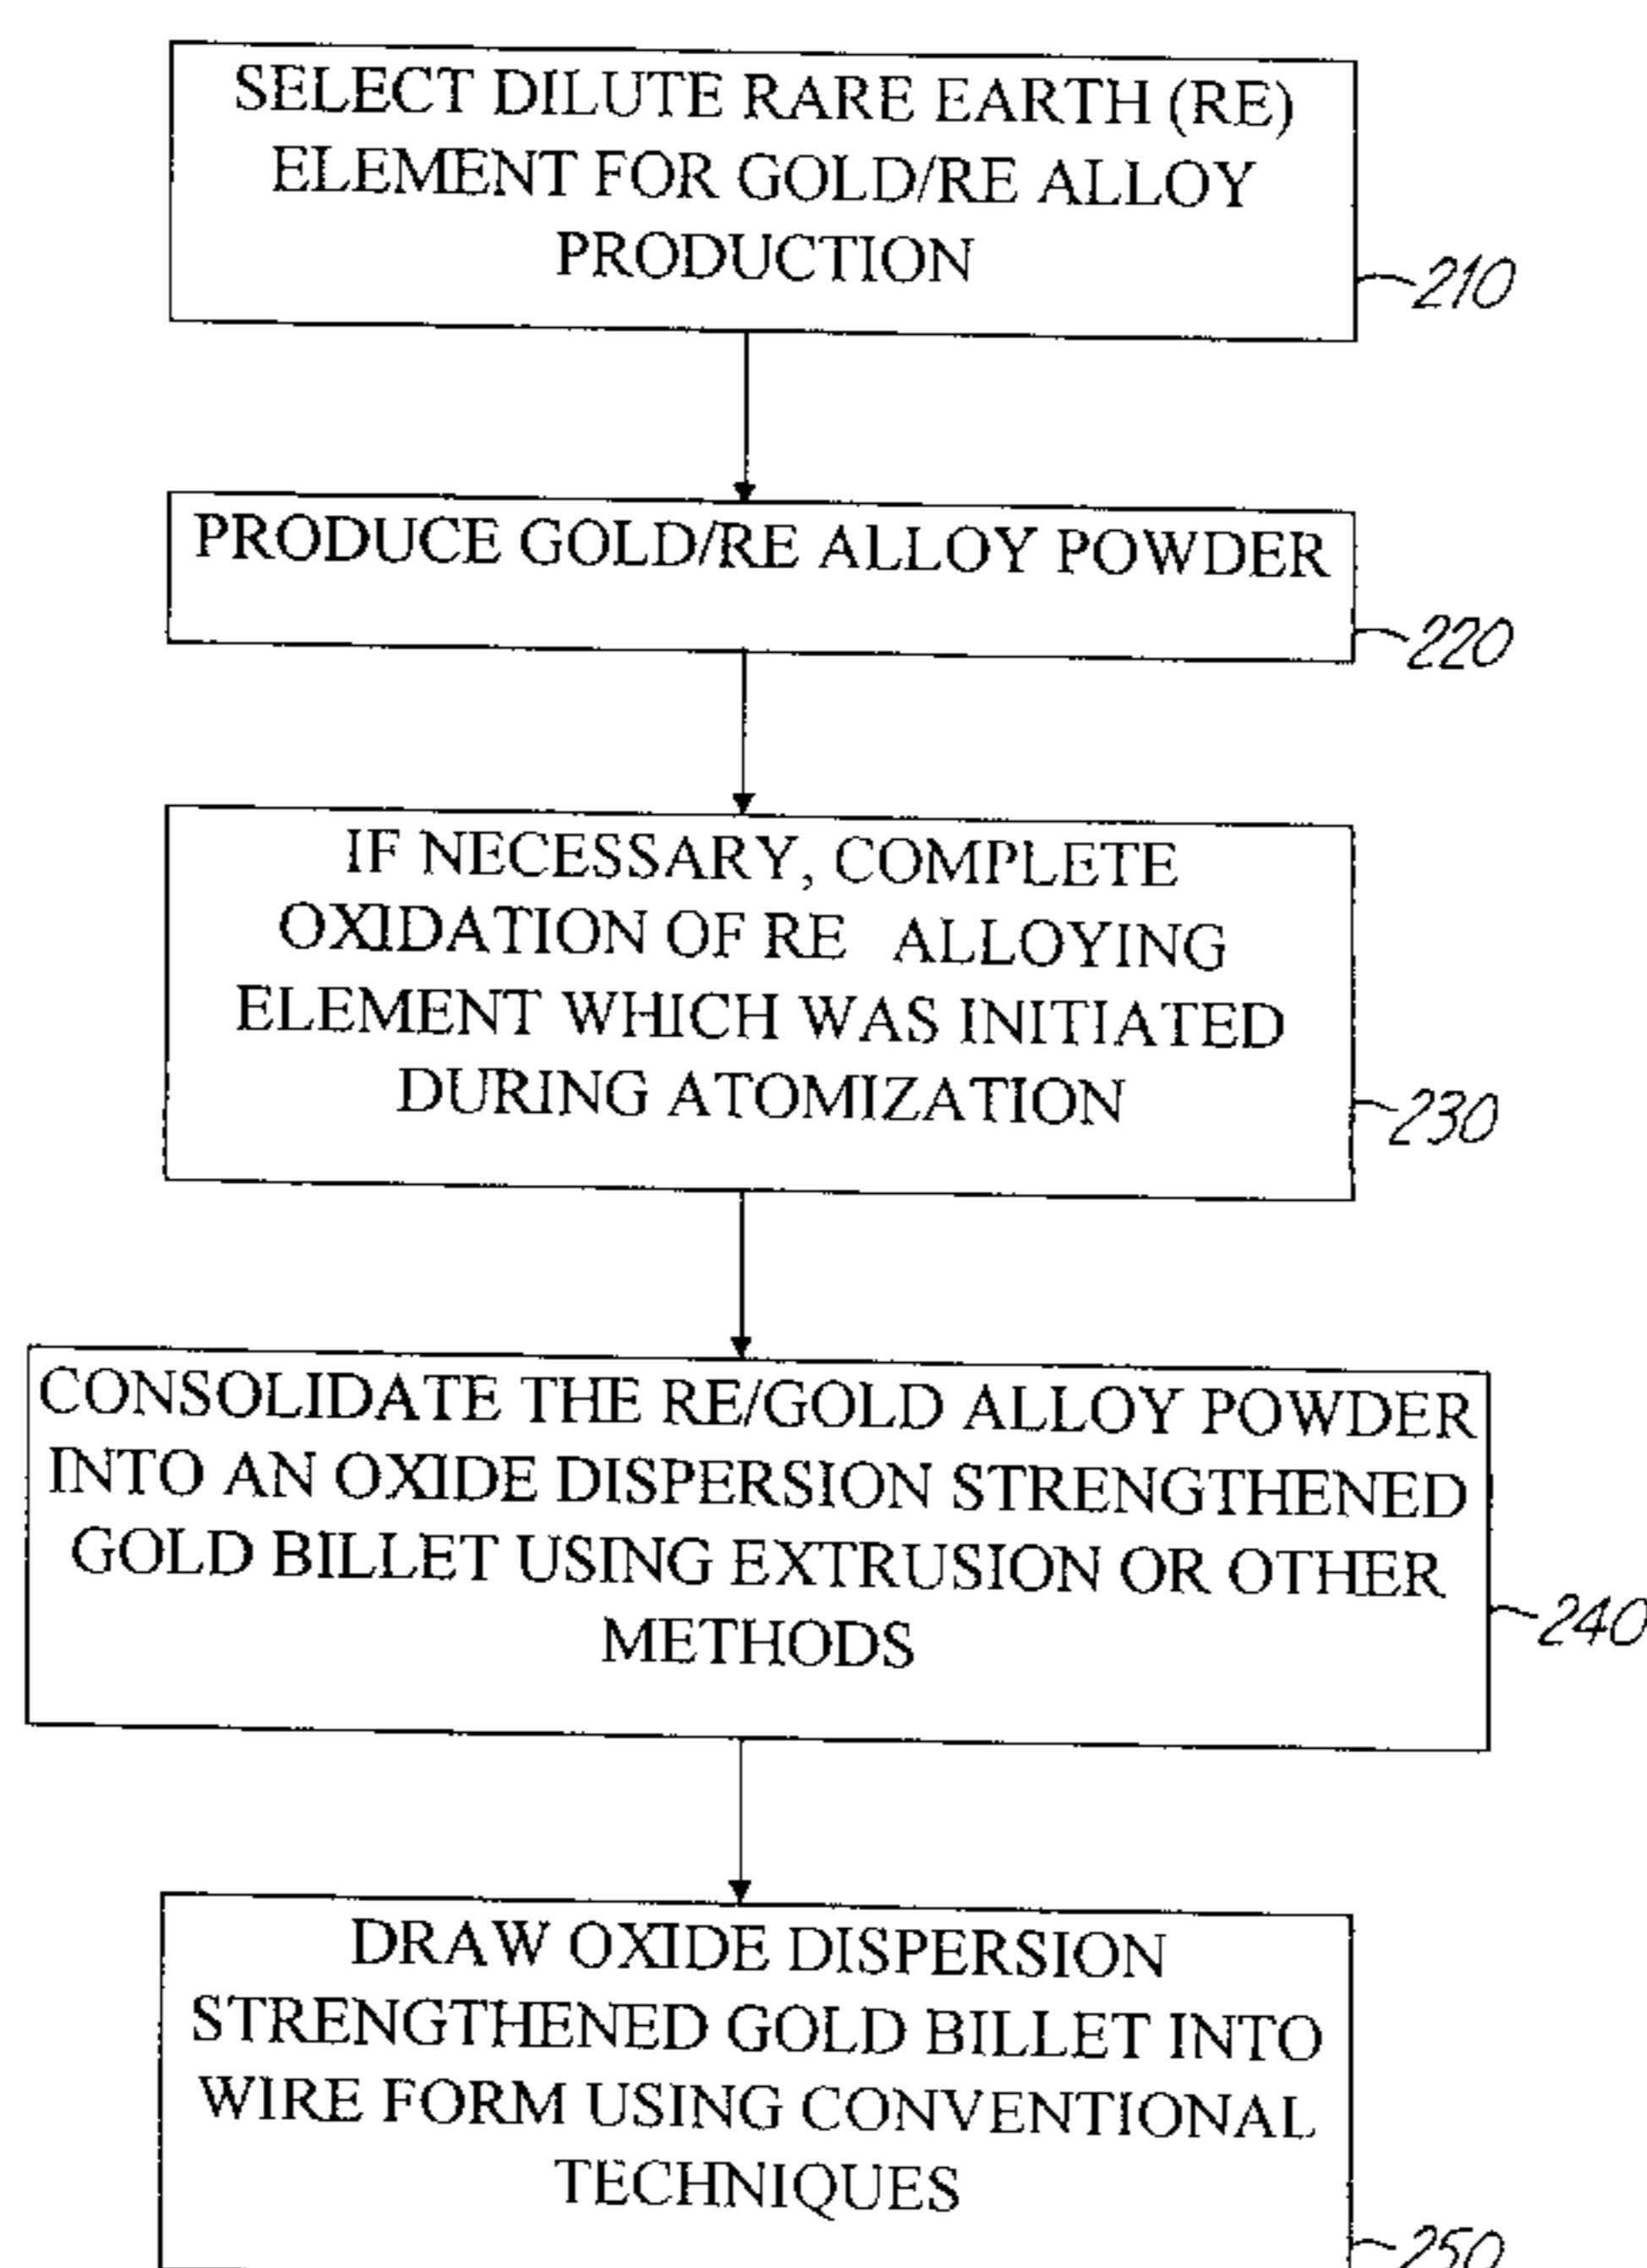 SELECT DILUTE RARE EARTH (RE)
ELEMENT FOR GOLD/RE ALLOY
PRODUCTION
210
PRODUCE GOLD/RE ALLOY POWDER
220
IF NECESSARY, COMPLETE
OXIDATION OF RE ALLOYING
ELEMENT WHICH WAS INITIATED
DURING ATOMIZATION
230
CONSOLIDATE THE RE/GOLD ALLOY POWDER
INTO AN OXIDE DISPERSION STRENGTHENED
GOLD BILLET USING EXTRUSION OR OTHER
METHODS
240
DRAW OXIDE DISPERSION
STRENGTHENED GOLD BILLET INTO
WIRE FORM USING CONVENTIONAL
TECHNIQUES
250